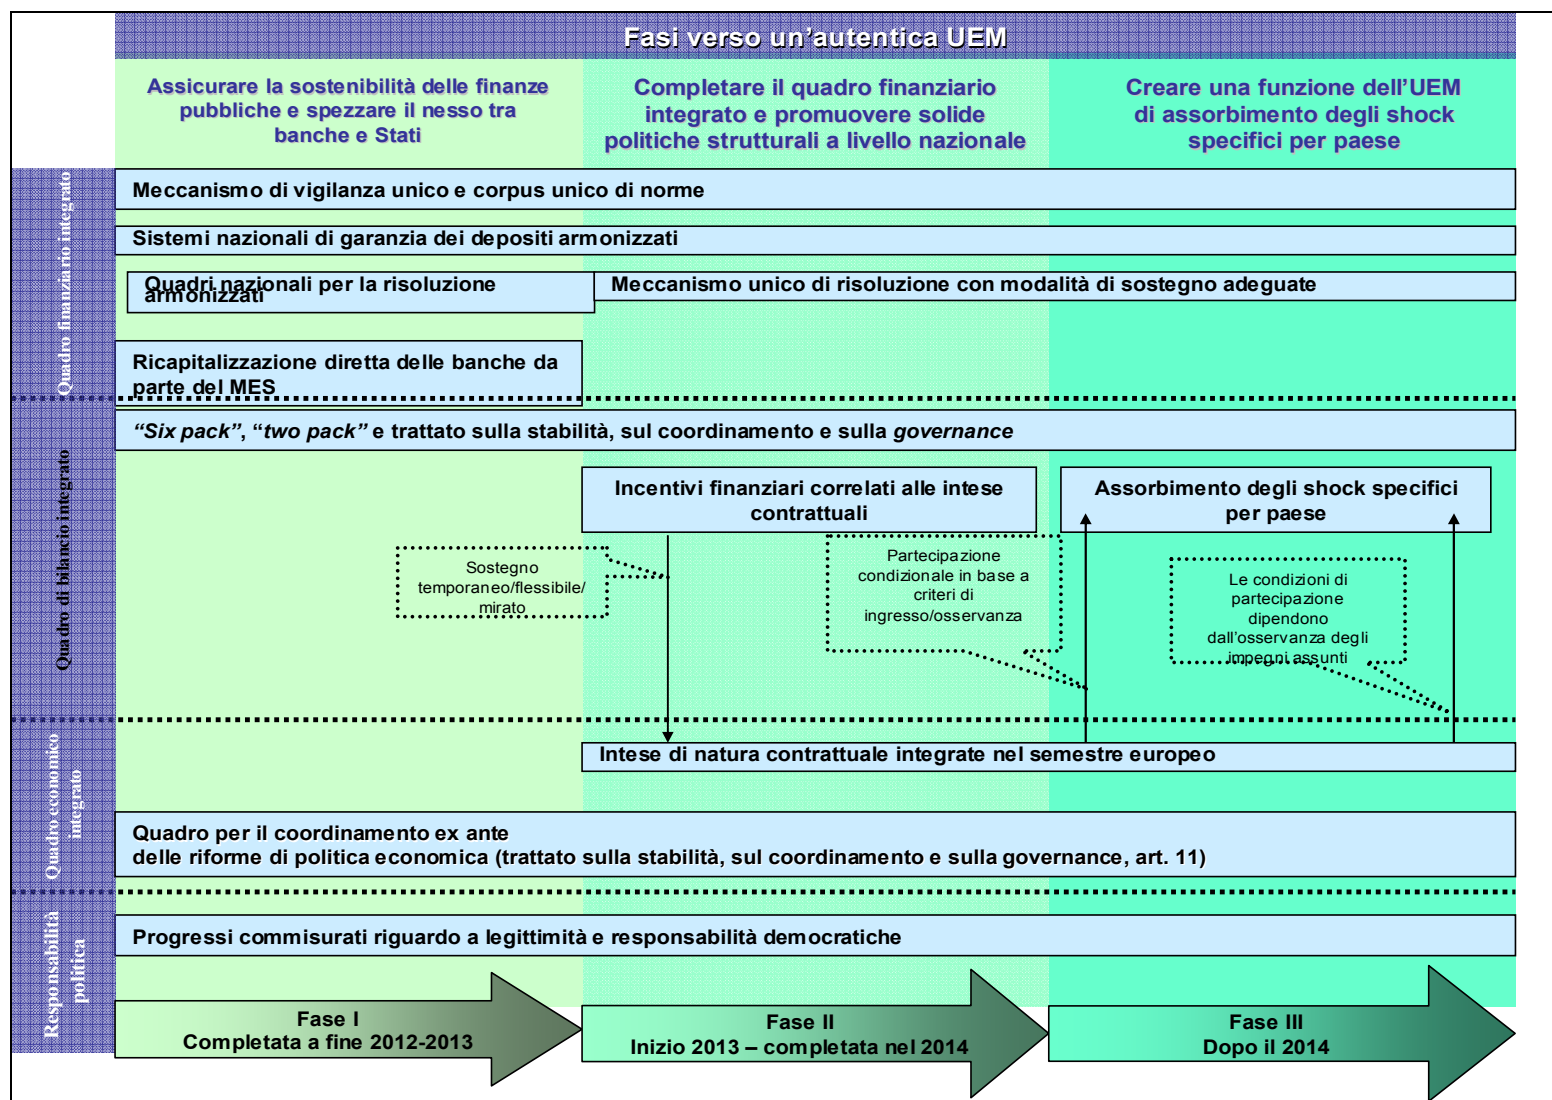 Fasi verso un'autentica UEM
Assicurare la sostenibilità delle finanze
pubbliche e spezzare il nesso tra
banche e Stati
Completare il quadro finanziario
integrato e promuovere solide
politiche strutturali a livello nazionale
Creare una funzione dell'UEM
di assorbimento degli shock
specifici per paese
Quadro finanziario integrato
Meccanismo di vigilanza unico e corpus unico di norme
Sistemi nazionali di garanzia dei depositi armonizzati
Quadri nazionali per la risoluzione
armonizzati
Meccanismo unico di risoluzione con modalità di sostegno adeguate
Ricapitalizzazione diretta delle banche da
parte del MES
Quadro di bilancio integrato
“Six pack”, “two pack” e trattato sulla stabilità, sul coordinamento e sulla governance
Incentivi finanziari correlati alle intese
contrattuali
Assorbimento degli shock specifici
per paese
Sostegno
temporaneo/flessibile/
mirato
Partecipazione
condizionale in base a
criteri di
ingresso/osservanza
Le condizioni di
partecipazione
dipendono
dall'osservanza degli
impegni assunti
Quadro economico
integrato
Intese di natura contrattuale integrate nel semestre europeo
Quadro per il coordinamento ex ante
delle riforme di politica economica (trattato sulla stabilità, sul coordinamento e sulla governance, art. 11)
Responsabilità
politica
Progressi commisurati riguardo a legittimità e responsabilità democratiche
Fase I
Completata a fine 2012-2013
Fase II
Inizio 2013 – completata nel 2014
Fase III
Dopo il 2014